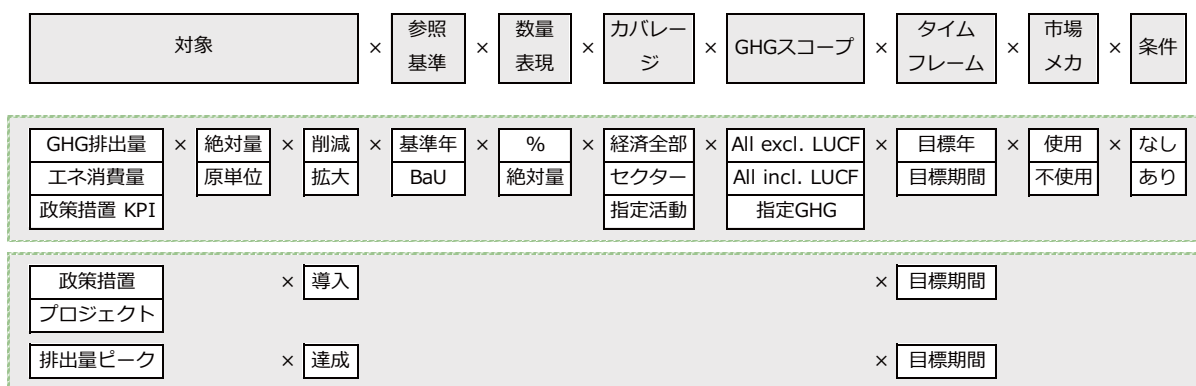 対象 × 参照基準 × 数量表現 × カバレージ × GHGスコープ × タイムフレーム × 市場メカ × 条件
GHG排出量 × 絶対量 × 削減 × 基準年 × % × 経済全部 × All excl. LUCF × 目標年 × 使用 × なし
エネ消費量 原単位 拡大 BaU 絶対量 セクター All incl. LUCF 目標期間 不使用 あり
政策措置 KPI 指定活動 指定GHG
政策措置 × 導入 × 目標期間
プロジェクト
排出量ピーク × 達成 × 目標期間